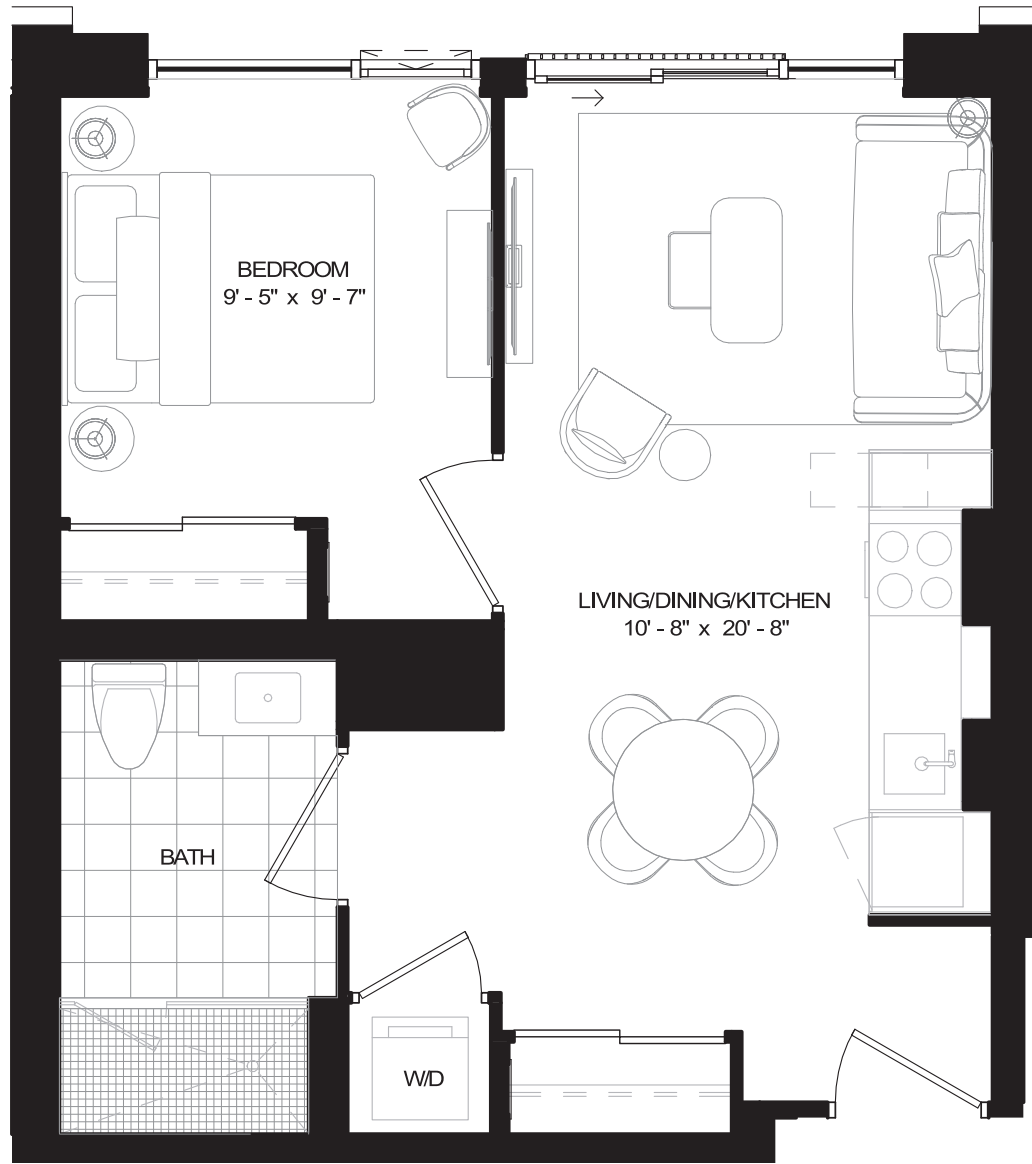 BEDROOM
9' - 5" x 9' - 7"
LIVING/DINING/KITCHEN
10' - 8" x 20' - 8"
BATH
W/D